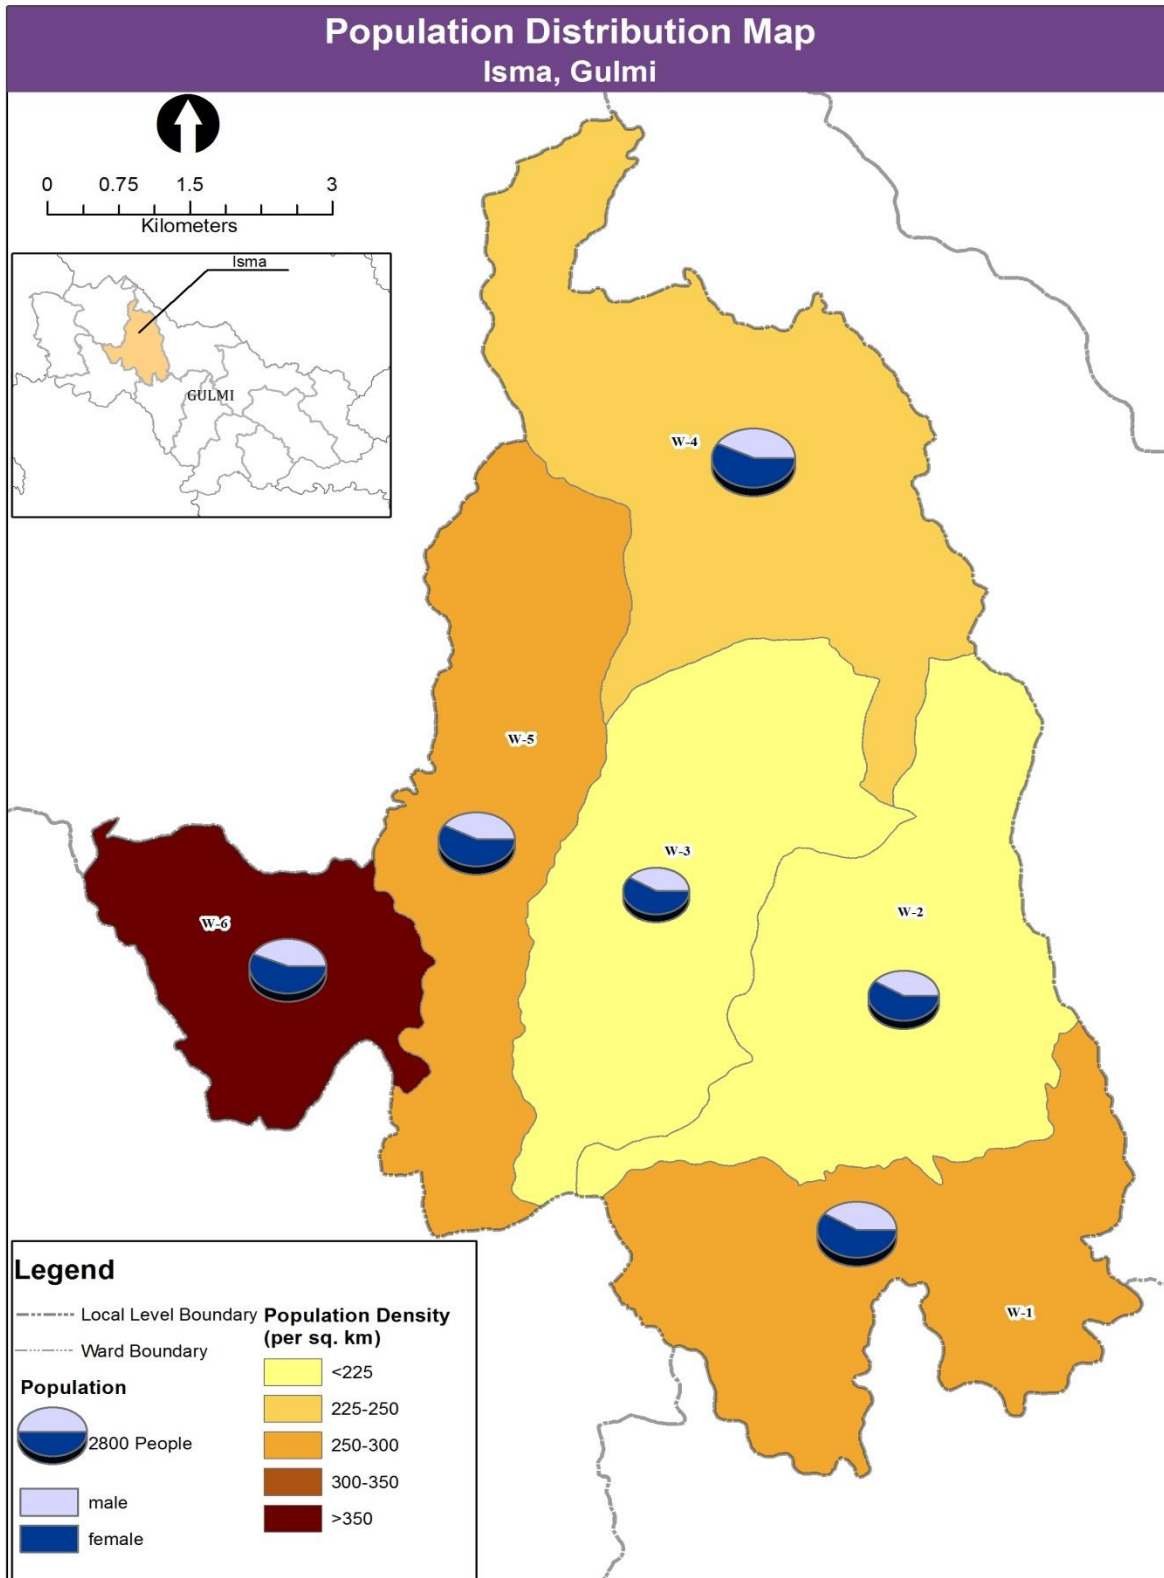 Population Distribution Map
Isma, Gulmi
0 0.75 1.5 3
Kilometers
Isma
GULMI
W-4
W-5
W-3
W-6
W-2
W-1
Legend
Local Level Boundary
Ward Boundary
Population
2800 People
male
female
Population Density
(per sq. km)
<225
225-250
250-300
300-350
>350